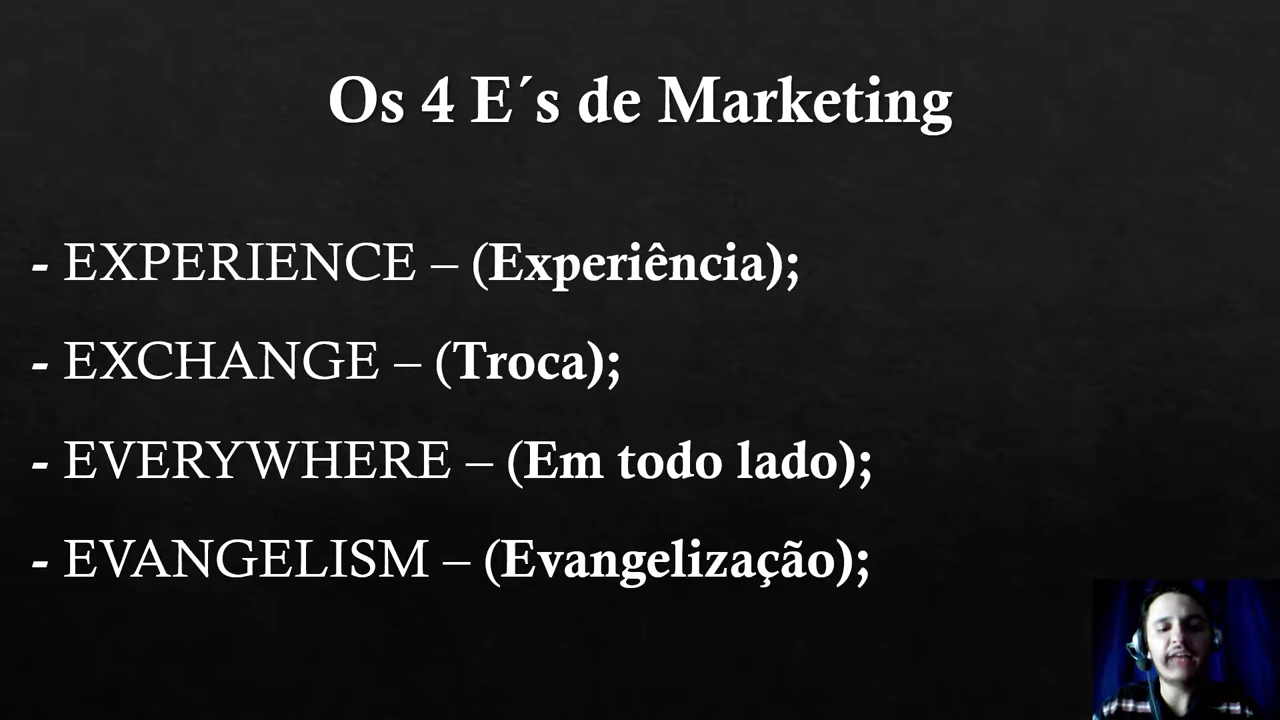 Os 4 E´s de Marketing
- EXPERIENCE – (Experiência);
- EXCHANGE – (Troca);
- EVERYWHERE – (Em todo lado);
- EVANGELISM – (Evangelização);